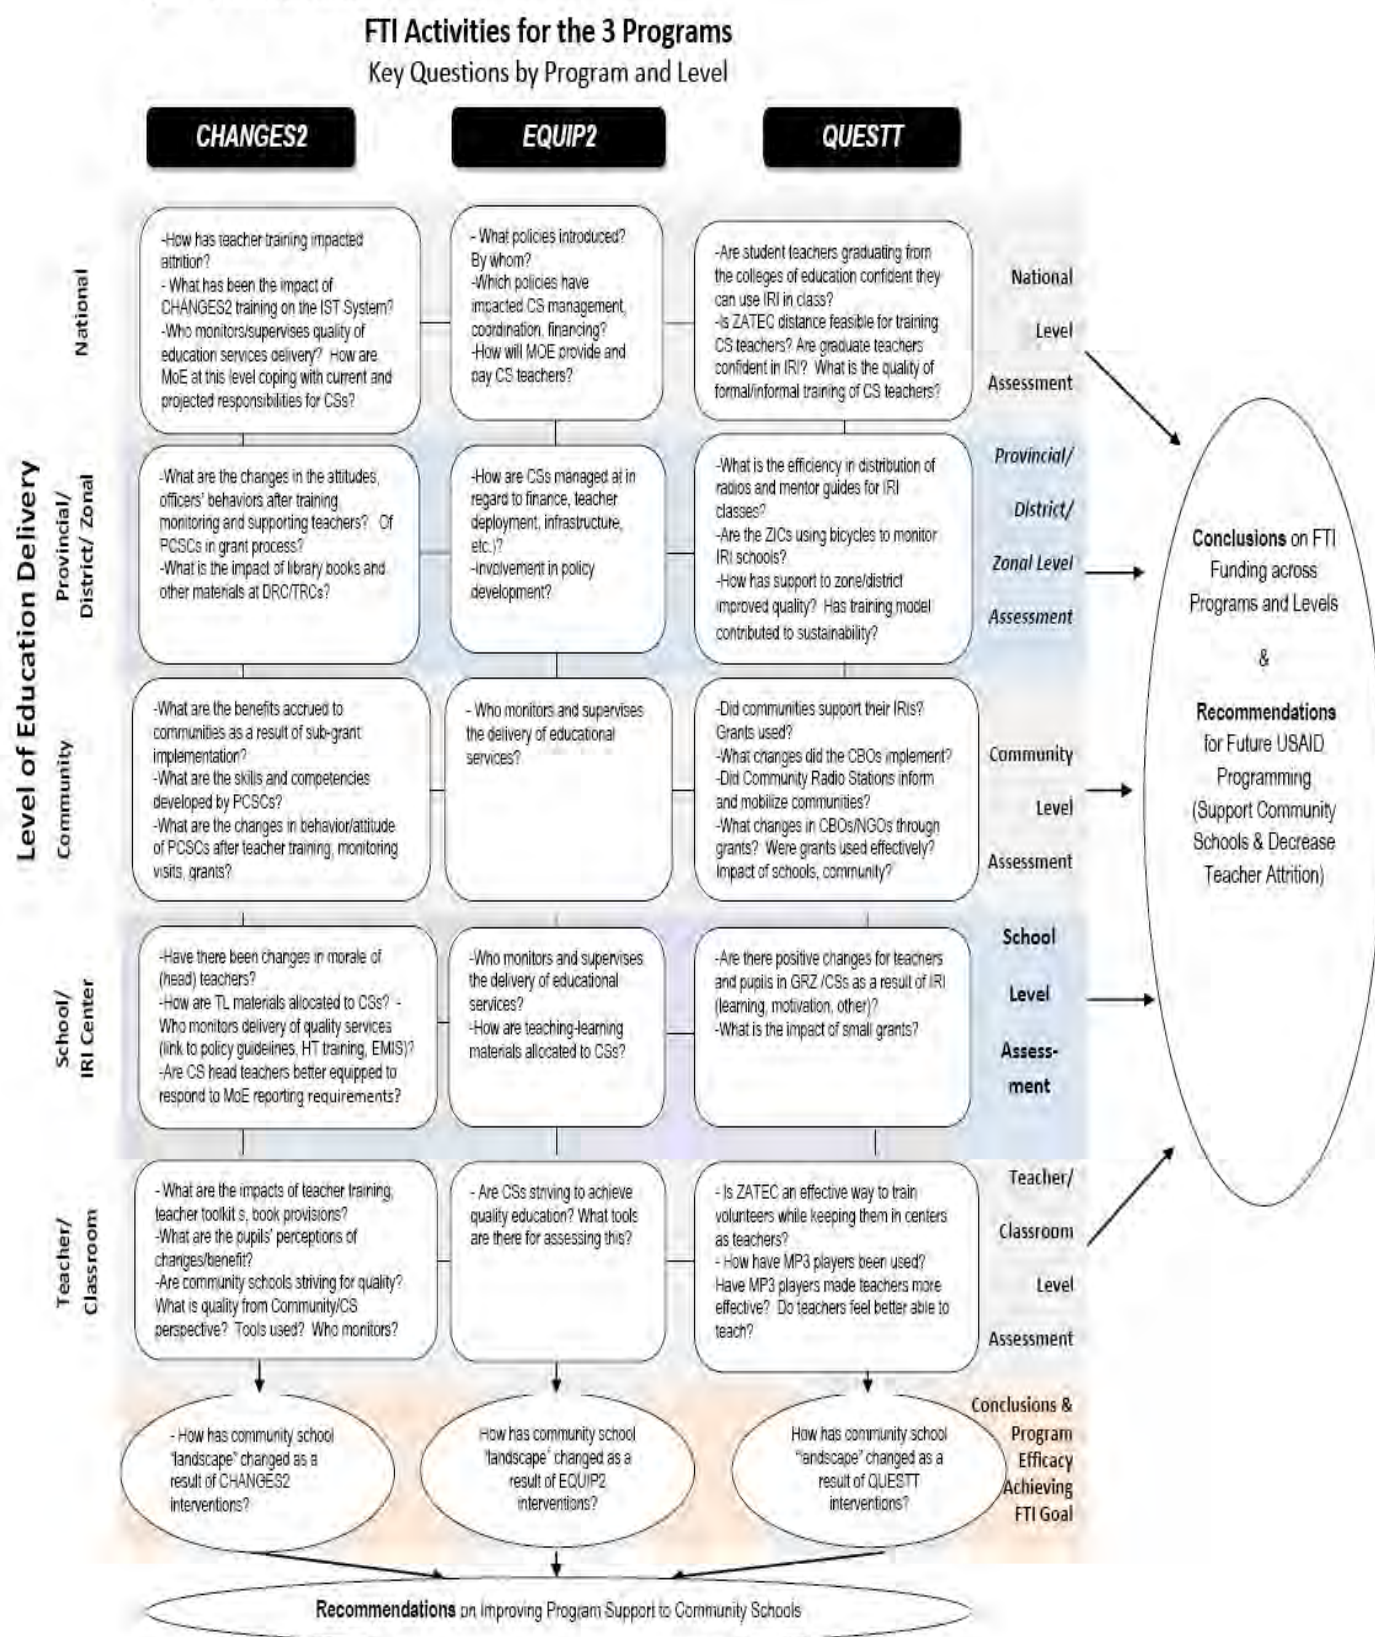 FTI Activities for the 3 Programs
Key Questions by Program and Level
CHANGES2
EQUIP2
QUESTT
Level of Education Delivery
National
-How has teacher training impacted
attrition?
- What has been the impact of
CHANGES2 training on the IST System?
-Who monitors/supervises quality of
education services delivery? How are
MoE at this level coping with current and
projected responsibilities for CSs?
- What policies introduced?
By whom?
-Which policies have
impacted CS management,
coordination, financing?
-How will MOE provide and
pay CS teachers?
-Are student teachers graduating from
the colleges of education confident they
can use IRI in class?
-Is ZATEC distance feasible for training
CS teachers? Are graduate teachers
confident in IRI? What is the quality of
formal/informal training of CS teachers?
National
Level
Assessment
Provincial/
District/ Zonal
-What are the changes in the attitudes,
officers' behaviors after training
monitoring and supporting teachers? Of
PCSCs in grant process?
-What is the impact of library books and
other materials at DRC/TRCs?
-How are CSs managed at in
regard to finance, teacher
deployment, infrastructure,
etc.)?
-Involvement in policy
development?
-What is the efficiency in distribution of
radios and mentor guides for IRI
classes?
-Are the ZICs using bicycles to monitor
IRI schools?
-How has support to zone/district
improved quality? Has training model
contributed to sustainability?
Provincial/
District/
Zonal Level
Assessment
Community
-What are the benefits accrued to
communities as a result of sub-grant
implementation?
-What are the skills and competencies
developed by PCSCs?
-What are the changes in behavior/attitude
of PCSCs after teacher training, monitoring
visits, grants?
- Who monitors and supervises
the delivery of educational
services?
-Did communities support their IRIs?
Grants used?
-What changes did the CBOs implement?
-Did Community Radio Stations inform
and mobilize communities?
-What changes in CBOs/NGOs through
grants? Were grants used effectively?
Impact of schools, community?
Community
Level
Assessment
School/
IRI Center
-Have there been changes in morale of
(head) teachers?
-How are TL materials allocated to CSs? -
Who monitors delivery of quality services
(link to policy guidelines, HT training, EMIS)?
-Are CS head teachers better equipped to
respond to MoE reporting requirements?
-Who monitors and supervises
the delivery of educational
services?
-How are teaching-learning
materials allocated to CSs?
-Are there positive changes for teachers
and pupils in GRZ /CSs as a result of IRI
(learning, motivation, other)?
-What is the impact of small grants?
School
Level
Assess-
ment
Teacher/
Classroom
- What are the impacts of teacher training,
teacher toolkit s, book provisions?
-What are the pupils' perceptions of
changes/benefit?
-Are community schools striving for quality?
What is quality from Community/CS
perspective? Tools used? Who monitors?
- Are CSs striving to achieve
quality education? What tools
are there for assessing this?
- Is ZATEC an effective way to train
volunteers while keeping them in centers
as teachers?
- How have MP3 players been used?
Have MP3 players made teachers more
effective? Do teachers feel better able to
teach?
Teacher/
Classroom
Level
Assessment
- How has community school
"landscape" changed as a
result of CHANGES2
interventions?
How has community school
"landscape" changed as a
result of EQUIP2
interventions?
How has community school
"landscape" changed as a
result of QUESTT
interventions?
Conclusions &
Program
Efficacy
Achieving
FTI Goal
Recommendations on Improving Program Support to Community Schools
Conclusions on FTI
Funding across
Programs and Levels
&
Recommendations
for Future USAID
Programming
(Support Community
Schools & Decrease
Teacher Attrition)